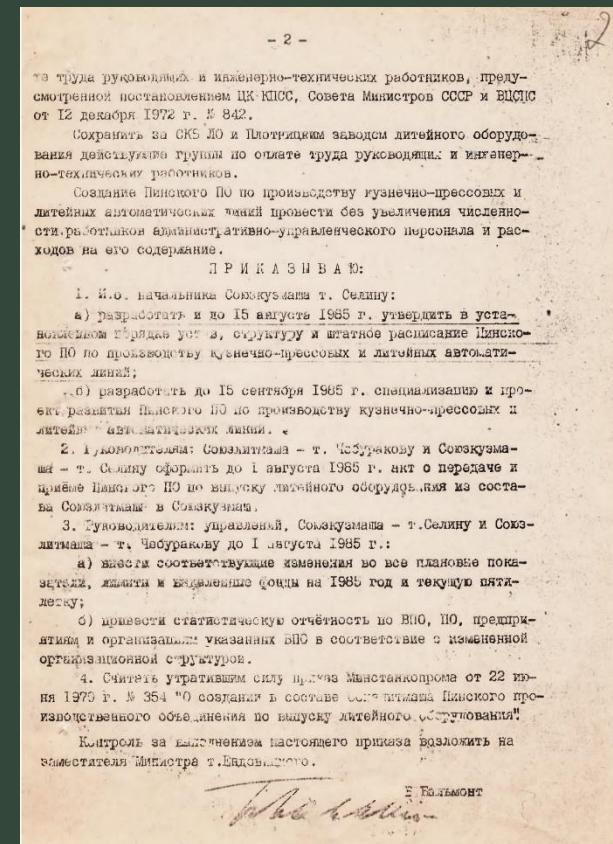 2
- 2 -
те труда руководящих и инженерно-технических работников, преду-
смотренной постановлением ЦК КПСС, Совета Министров СССР и ВЦСПС
от 12 декабря 1972 г. № 842.
Сохранить за СКБ ЛО и Плотницким заводом литейного оборудо-
вания действующие группы по оплате труда руководящих и инженер-
но-технических работников.
Создание Пинского ПО по производству кузнечно-прессовых и
литейных автоматических линий провести без увеличения численно-
сти работников административно-управленческого персонала и рас-
ходов на его содержание.
П Р И К А З Ы В А Ю:
1. И.о. начальника Союзкузмаша т. Селину:
а) разработать и до 15 августа 1985 г. утвердить в уста-
новленном порядке устав, структуру и штатное расписание Пинско-
го ПО по производству кузнечно-прессовых и литейных автомати-
ческих линий;
б) разработать до 15 сентября 1985 г. специализацию и про-
ект развития Пинского ПО по производству кузнечно-прессовых и
литейных автоматических линий.
2. Руководителям: Союзлитмаша - т. Чебуракову и Союзкузма-
ша - т. Селину оформить до 1 августа 1985 г. акт о передаче и
приёме Пинского ПО по выпуску литейного оборудования из соста-
ва Союзлитмаша в Союзкузмаш.
3. Руководителям: управлений, Союзкузмаша - т.Селину и Союз-
литмаша - т. Чебуракову до 1 августа 1985 г.:
а) внести соответствующие изменения во все плановые пока-
затели, лимиты и выделенные фонды на 1985 год и текущую пяти-
летку;
б) привести статистическую отчётность по ВПО, ПО, предпри-
ятиям и организациям указанных ВПО в соответствие с измененной
организационной структурой.
4. Считать утратившим силу приказ Минстанкопрома от 22 ию-
ня 1979 г. № 354 "О создании в составе Союзлитмаша Пинского про-
изводственного объединения по выпуску литейного оборудования".
Контроль за выполнением настоящего приказа возложить на
заместителя Министра т.
Бальмонт